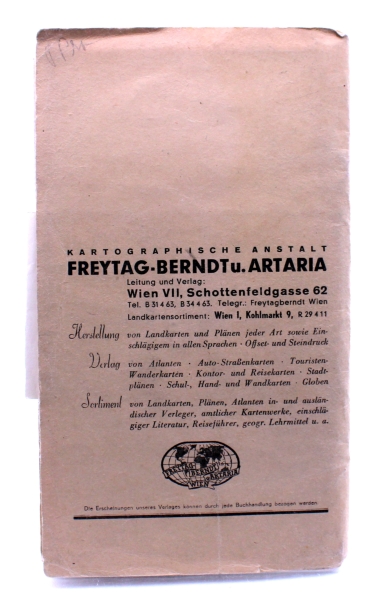 KARTOGRAPHISCHE ANSTALT
FREYTAG-BERNDT u. ARTARIA
Leitung und Verlag:
Wien VII, Schottenfeldgasse 62
Tel. B 31 4 63, B 34 4 63. Telegr.: Freytagberndt Wien
Landkartensortiment: Wien I, Kohlmarkt 9, R 29 4 11
Herstellung von Landkarten und Plänen jeder Art sowie Ein-
schlägigem in allen Sprachen · Offset- und Steindruck
Verlag von Atlanten · Auto-Straßenkarten · Touristen-
Wanderkarten · Kontor- und Reisekarten · Stadt-
plänen · Schul-, Hand- und Wandkarten · Globen
Sortiment von Landkarten, Plänen, Atlanten in- und auslän-
discher Verleger, amtlicher Kartenwerke, einschlä-
giger Literatur, Reiseführer, geogr. Lehrmittel u. a.
FREYTAG
& BERNDT
ARTARIA
WIEN
Die Erscheinungen unseres Verlages können durch jede Buchhandlung bezogen werden